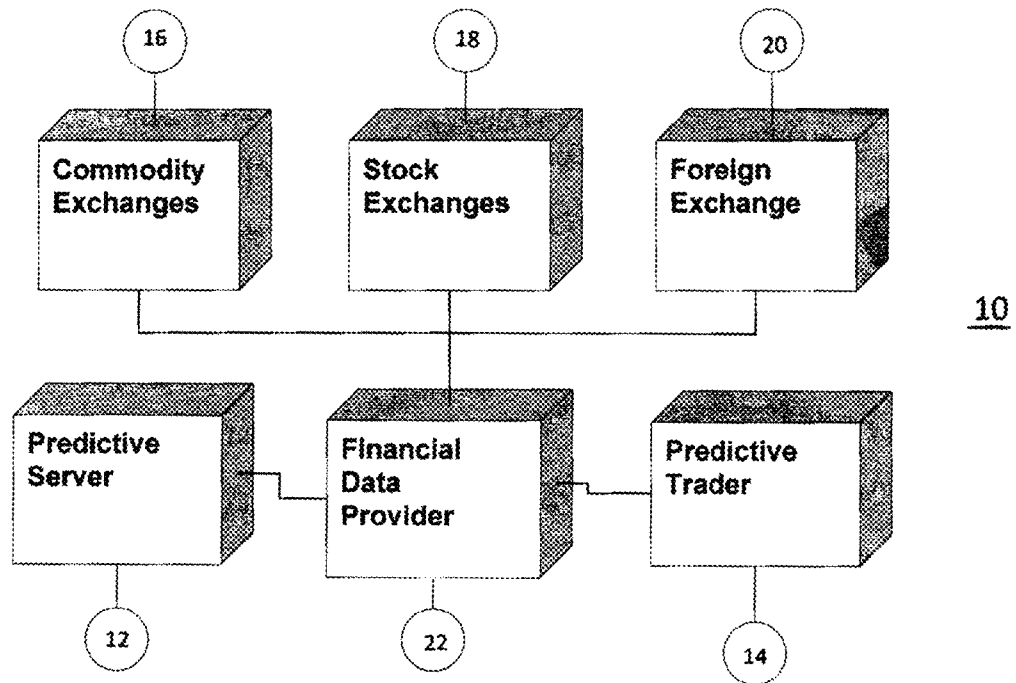 16
18
20
Commodity
Exchanges
Stock
Exchanges
Foreign
Exchange
10
Predictive
Server
Financial
Data
Provider
Predictive
Trader
12
22
14